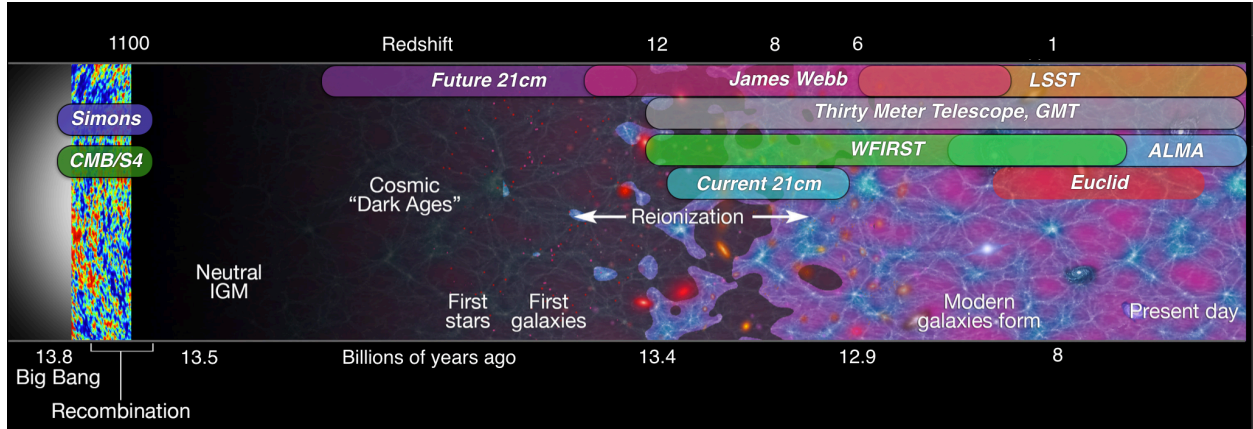 1100 Redshift 12 8 6 1
Future 21cm James Webb LSST
Simons Thirty Meter Telescope, GMT
CMB/S4 WFIRST ALMA
Current 21cm Euclid
Cosmic
"Dark Ages"
Reionization
Neutral
IGM
First
stars
First
galaxies
Modern
galaxies form
Present day
13.8 13.5 Billions of years ago 13.4 12.9 8
Big Bang
Recombination